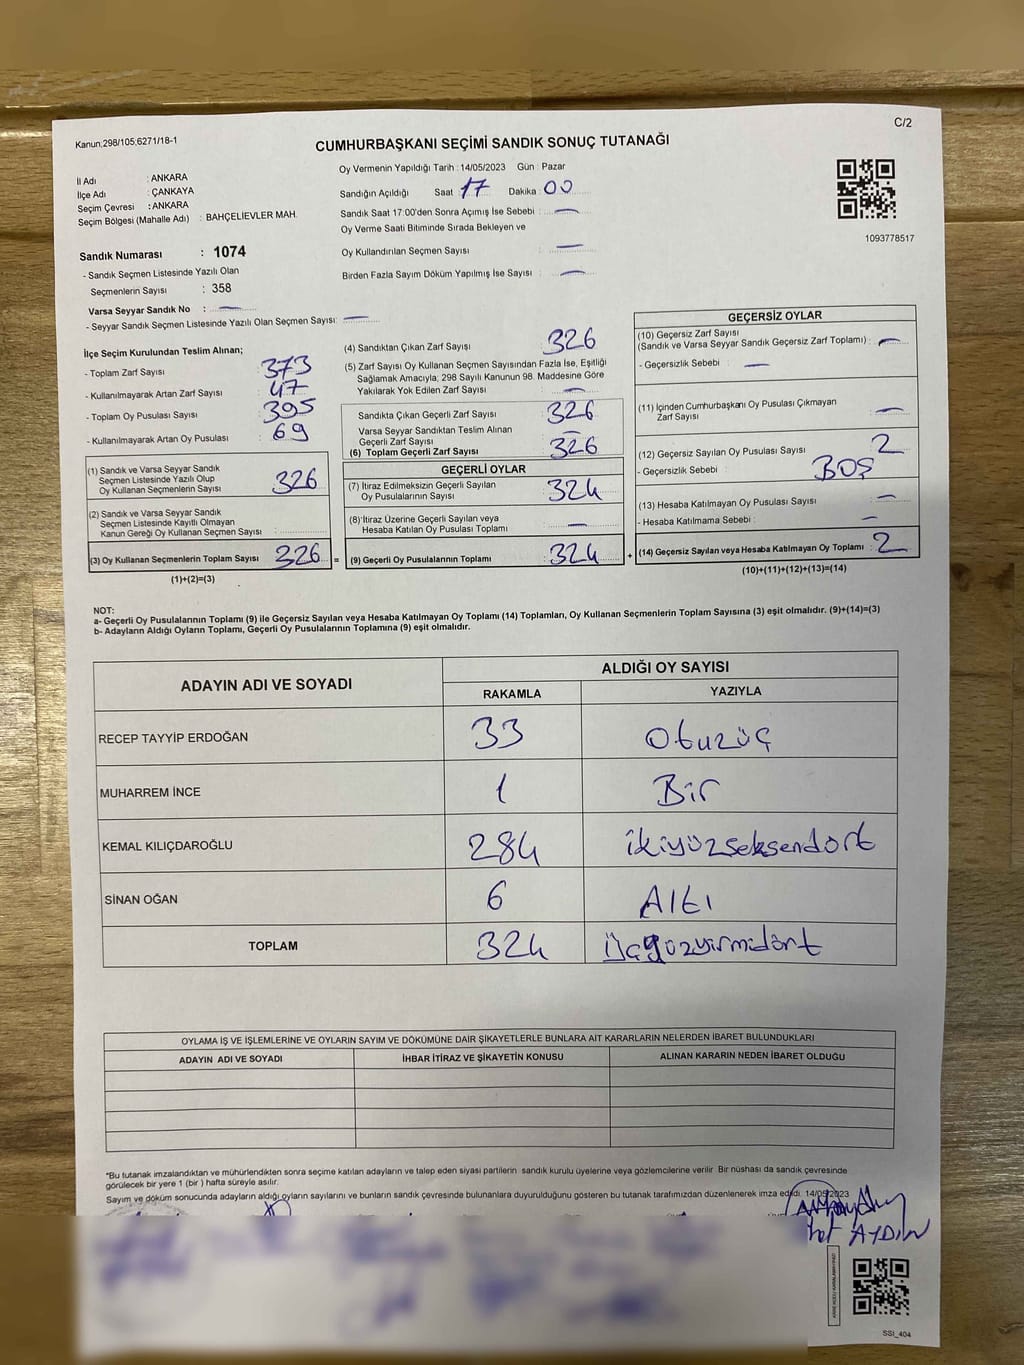 C/2
Kanun;298/105;6271/18-1
CUMHURBAŞKANI SEÇİMİ SANDIK SONUÇ TUTANAĞI
Oy Vermenin Yapıldığı Tarih : 14/05/2023 Gün : Pazar
İl Adı : ANKARA
İlçe Adı : ÇANKAYA
Seçim Çevresi : ANKARA
Seçim Bölgesi (Mahalle Adı) : BAHÇELİEVLER MAH.
Sandığın Açıldığı Saat : 17 Dakika : 00
Sandık Saat 17:00'den Sonra Açılmış İse Sebebi : —
Oy Verme Saati Bitiminde Sırada Bekleyen ve
Oy Kullandırılan Seçmen Sayısı : —
Birden Fazla Sayım Döküm Yapılmış İse Sayısı : —
1093778517
Sandık Numarası : 1074
- Sandık Seçmen Listesinde Yazılı Olan
Seçmenlerin Sayısı : 358
Varsa Seyyar Sandık No : —
- Seyyar Sandık Seçmen Listesinde Yazılı Olan Seçmen Sayısı: —
İlçe Seçim Kurulundan Teslim Alınan;
- Toplam Zarf Sayısı : 373
- Kullanılmayarak Artan Zarf Sayısı : 47
- Toplam Oy Pusulası Sayısı : 395
- Kullanılmayarak Artan Oy Pusulası : 69
(1) Sandık ve Varsa Seyyar Sandık
Seçmen Listesinde Yazılı Olup
Oy Kullanan Seçmenlerin Sayısı : 326
(2) Sandık ve Varsa Seyyar Sandık
Seçmen Listesinde Kayıtlı Olmayan
Kanun Gereği Oy Kullanan Seçmen Sayısı :
(3) Oy Kullanan Seçmenlerin Toplam Sayısı : 326 =
(1)+(2)=(3)
(4) Sandıktan Çıkan Zarf Sayısı : 326
(5) Zarf Sayısı Oy Kullanan Seçmen Sayısından Fazla İse, Eşitliği
Sağlamak Amacıyla, 298 Sayılı Kanunun 98. Maddesine Göre
Yakılarak Yok Edilen Zarf Sayısı : —
Sandıkta Çıkan Geçerli Zarf Sayısı : 326
Varsa Seyyar Sandıktan Teslim Alınan
Geçerli Zarf Sayısı : —
(6) Toplam Geçerli Zarf Sayısı : 326
GEÇERLİ OYLAR
(7) İtiraz Edilmeksizin Geçerli Sayılan
Oy Pusulalarının Sayısı : 324
(8) İtiraz Üzerine Geçerli Sayılan veya
Hesaba Katılan Oy Pusulası Toplamı : —
(9) Geçerli Oy Pusulalarının Toplamı : 324 +
GEÇERSİZ OYLAR
(10) Geçersiz Zarf Sayısı
(Sandık ve Varsa Seyyar Sandık Geçersiz Zarf Toplamı) : —
- Geçersizlik Sebebi : —
(11) İçinden Cumhurbaşkanı Oy Pusulası Çıkmayan
Zarf Sayısı : —
(12) Geçersiz Sayılan Oy Pusulası Sayısı : 2
- Geçersizlik Sebebi : BOŞ
(13) Hesaba Katılmayan Oy Pusulası Sayısı : —
- Hesaba Katılmama Sebebi : —
(14) Geçersiz Sayılan veya Hesaba Katılmayan Oy Toplamı : 2
(10)+(11)+(12)+(13)=(14)
NOT:
a- Geçerli Oy Pusulalarının Toplamı (9) ile Geçersiz Sayılan veya Hesaba Katılmayan Oy Toplamı (14) Toplamları, Oy Kullanan Seçmenlerin Toplam Sayısına (3) eşit olmalıdır. (9)+(14)=(3)
b- Adayların Aldığı Oyların Toplamı, Geçerli Oy Pusulalarının Toplamına (9) eşit olmalıdır.
ADAYIN ADI VE SOYADI ALDIĞI OY SAYISI
RAKAMLA YAZIYLA
RECEP TAYYİP ERDOĞAN 33 Otuzüç
MUHARREM İNCE 1 Bir
KEMAL KILIÇDAROĞLU 284 ikiyüzseksendört
SİNAN OĞAN 6 Altı
TOPLAM 324 Üçyüzyirmidört
OYLAMA İŞ VE İŞLEMLERİNE VE OYLARIN SAYIM VE DÖKÜMÜNE DAİR ŞİKAYETLERLE BUNLARA AİT KARARLARIN NELERDEN İBARET BULUNDUKLARI
ADAYIN ADI VE SOYADI İHBAR İTİRAZ VE ŞİKAYETİN KONUSU ALINAN KARARIN NEDEN İBARET OLDUĞU
*Bu tutanak imzalandıktan ve mühürlendikten sonra seçime katılan adayların ve talep eden siyasi partilerin sandık kurulu üyelerine veya gözlemcilerine verilir. Bir nüshası da sandık çevresinde
görülecek bir yere 1 (bir ) hafta süreyle asılır.
Sayım ve döküm sonucunda adayların aldığı oyların sayılarını ve bunların sandık çevresinde bulunanlara duyurulduğunu gösteren bu tutanak tarafımızdan düzenlenerek imza edildi. 14/05/2023
AYDIN
SSI_404